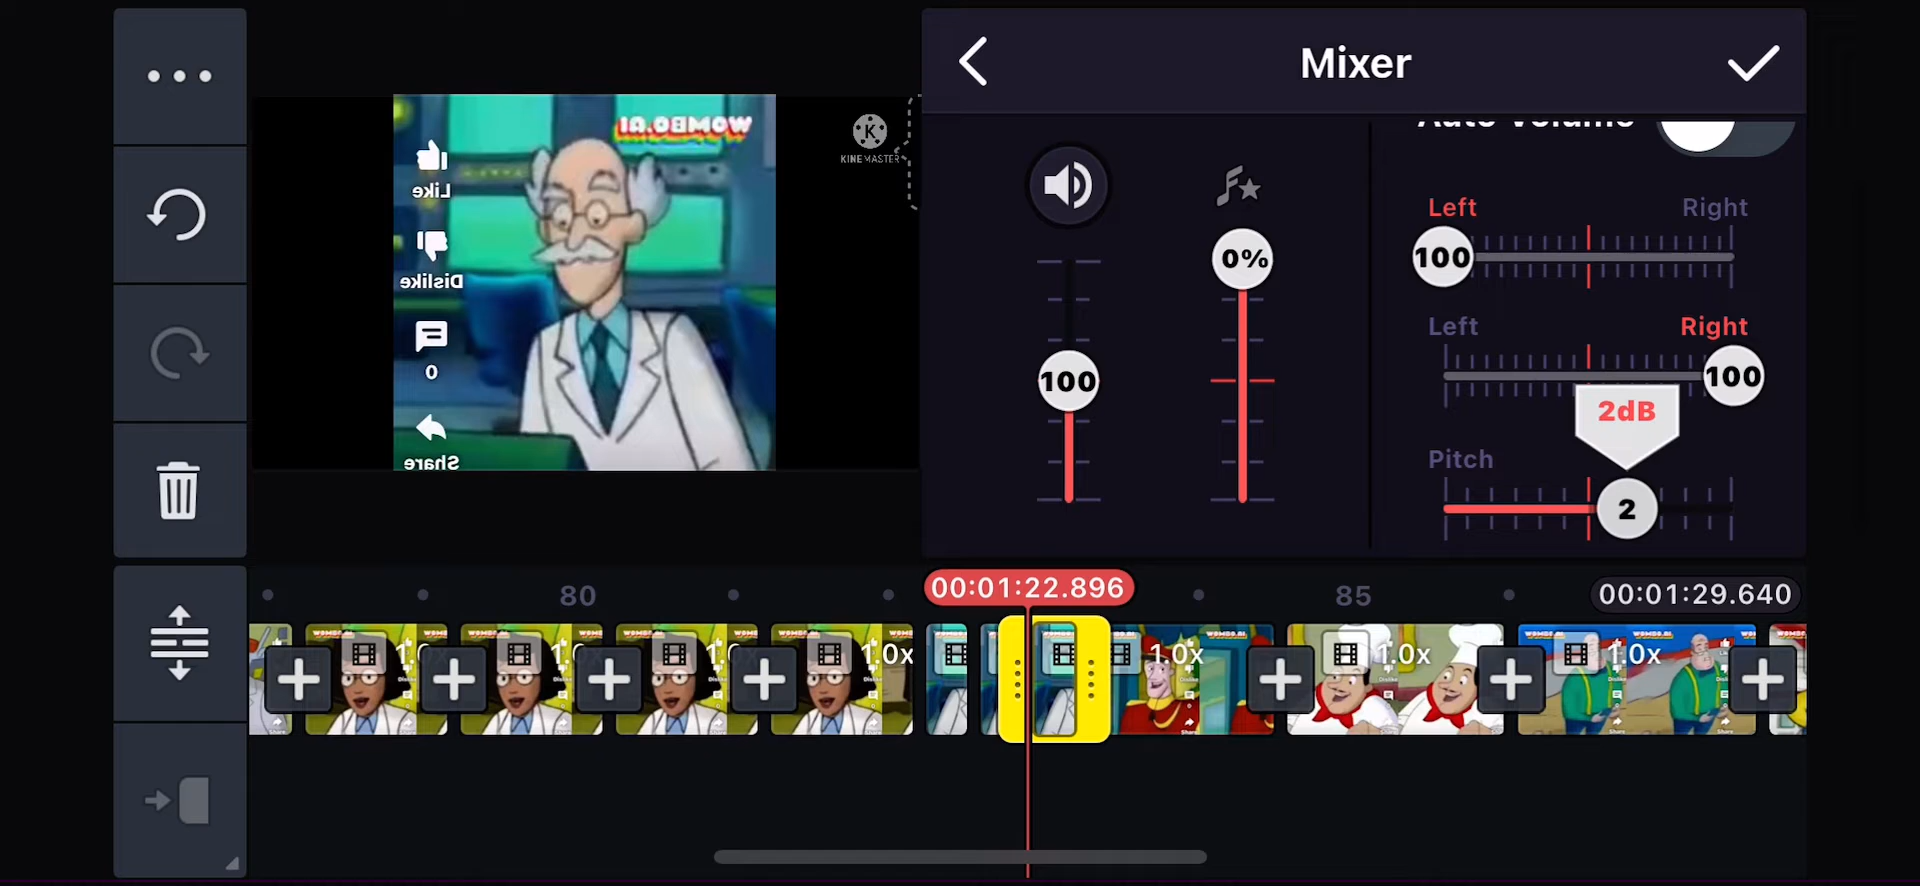 Mixer
WOMBO.AI
KINEMASTER
Auto Volume
Like
Dislike
0
Share
0%
100
Left Right
100
Left Right
100
2dB
Pitch
2
80
00:01:22.896
85
00:01:29.640
1.0x
1.0x
1.0x
1.0x